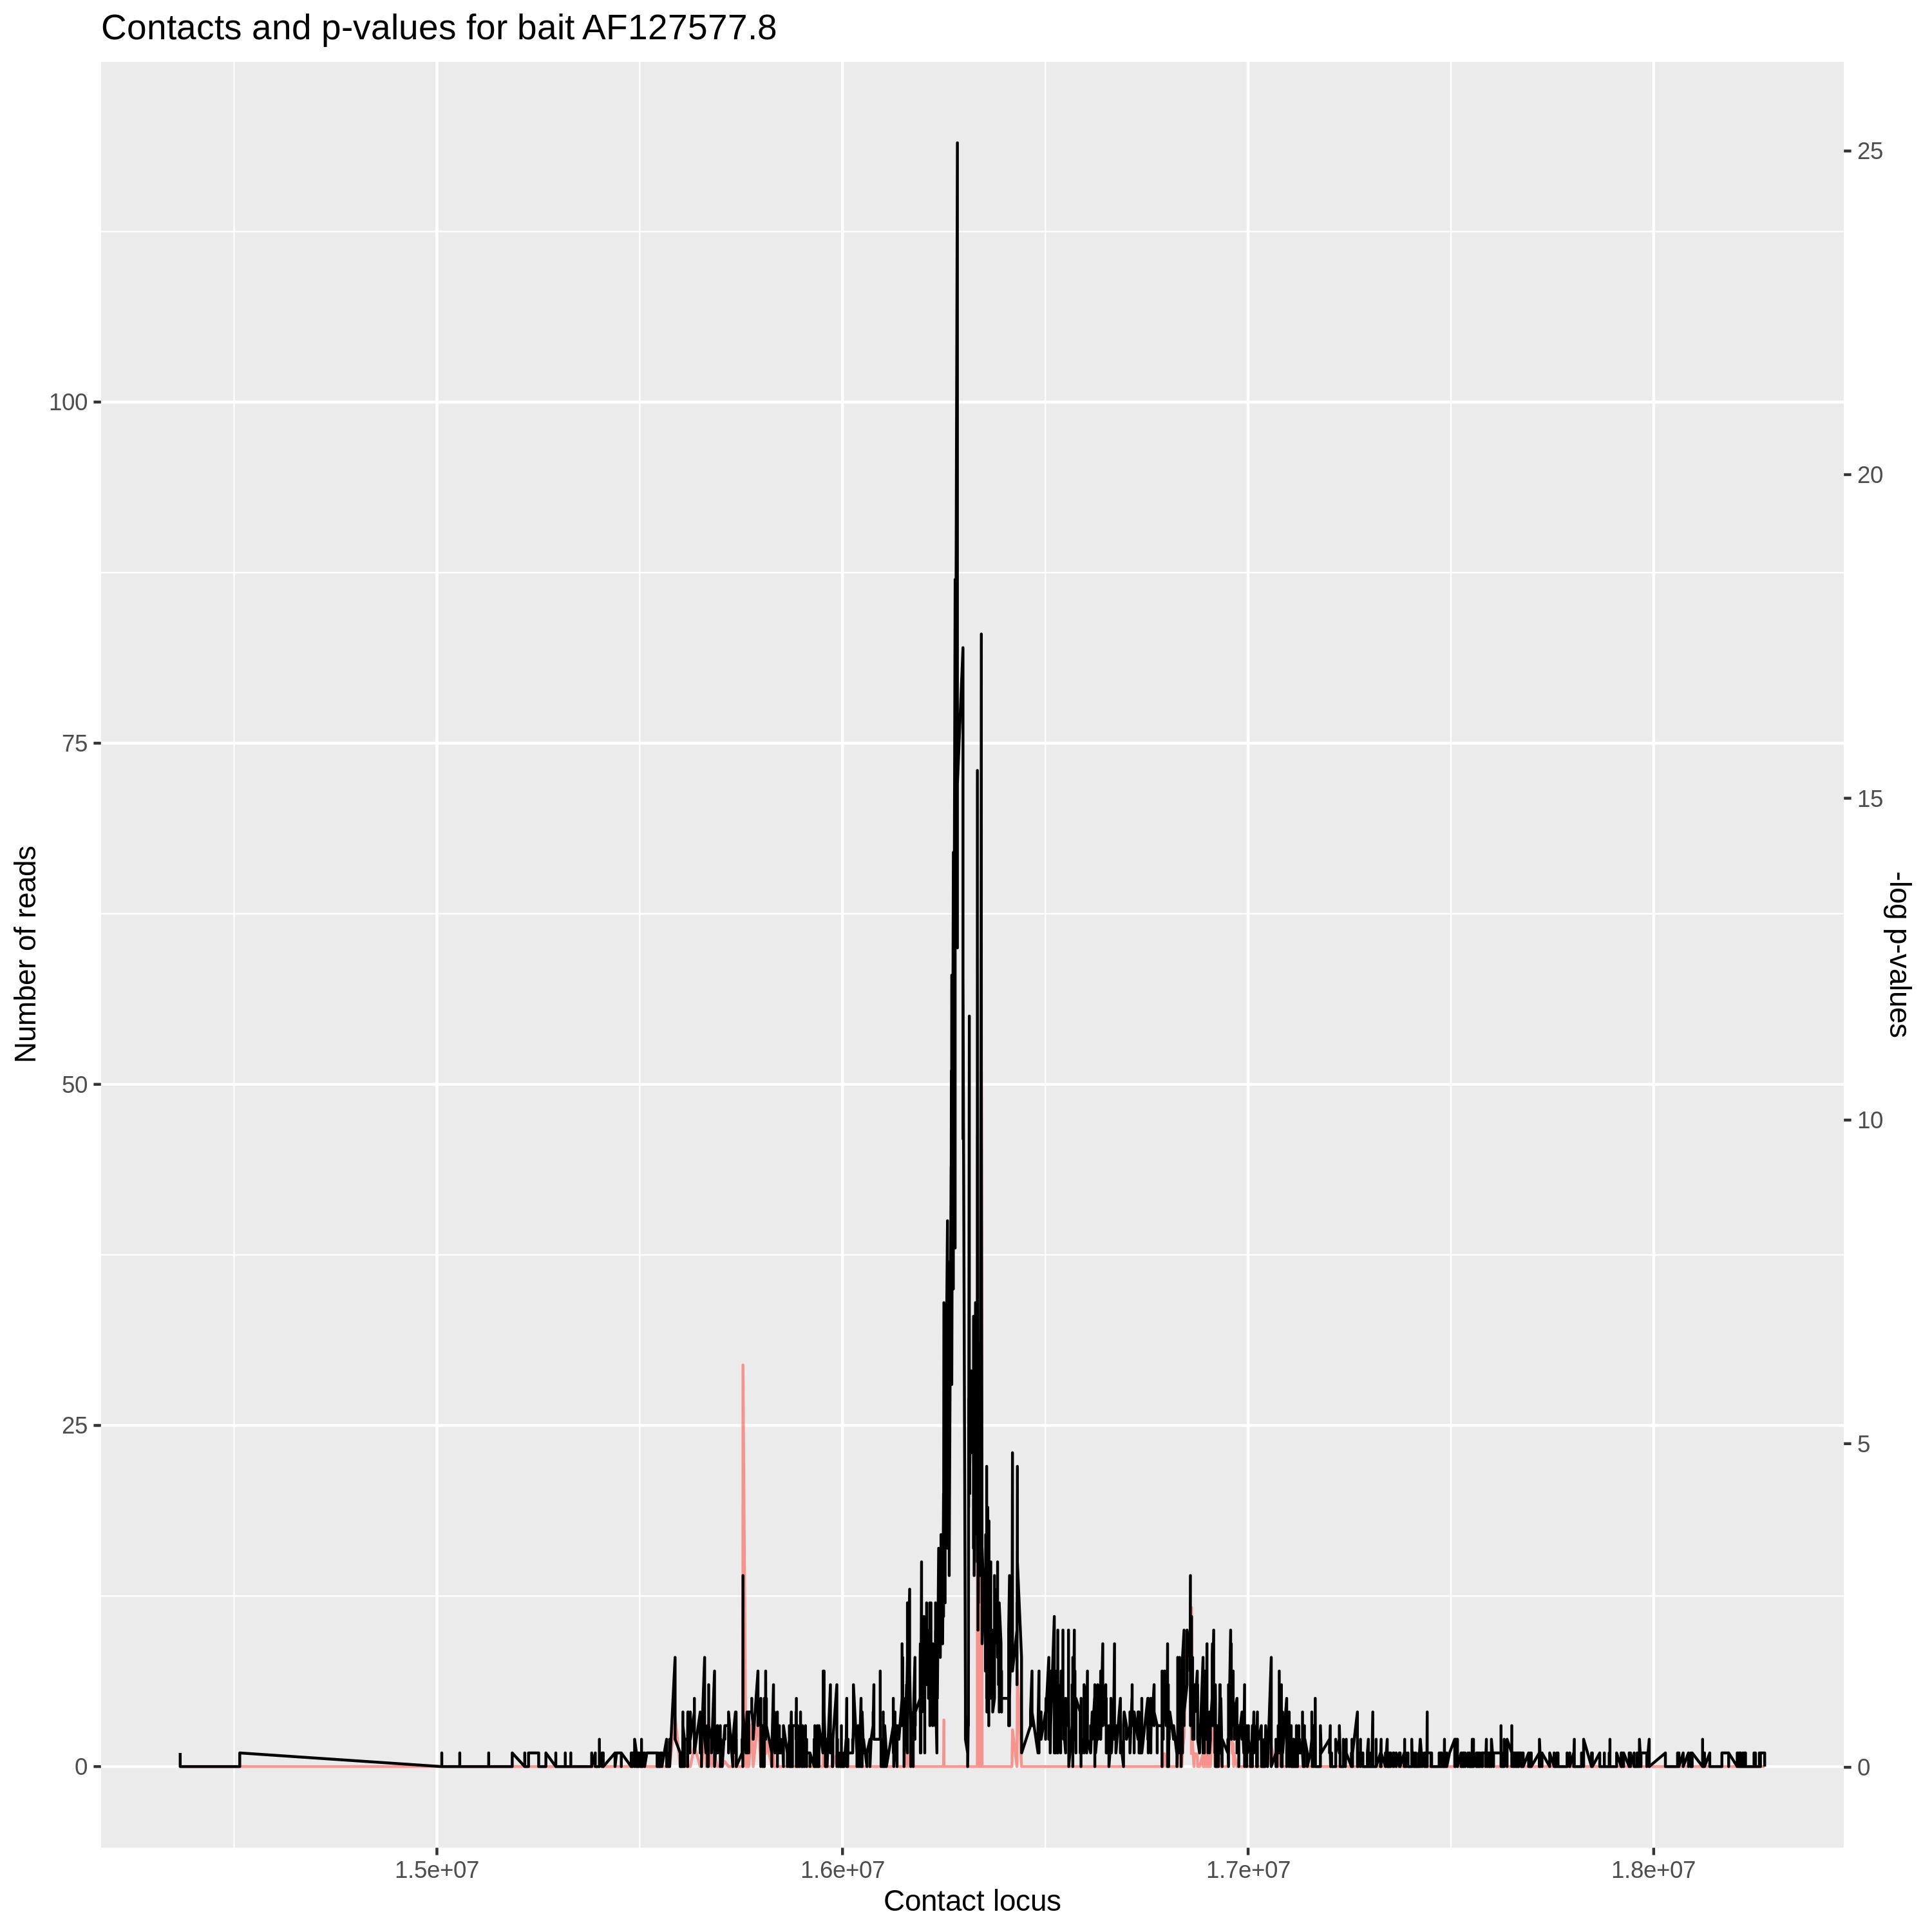 Contacts and p-values for bait AF127577.8
100
75
50
25
0
Number of reads
25
20
15
10
5
0
-log p-values
1.5e+07
1.6e+07
1.7e+07
1.8e+07
Contact locus